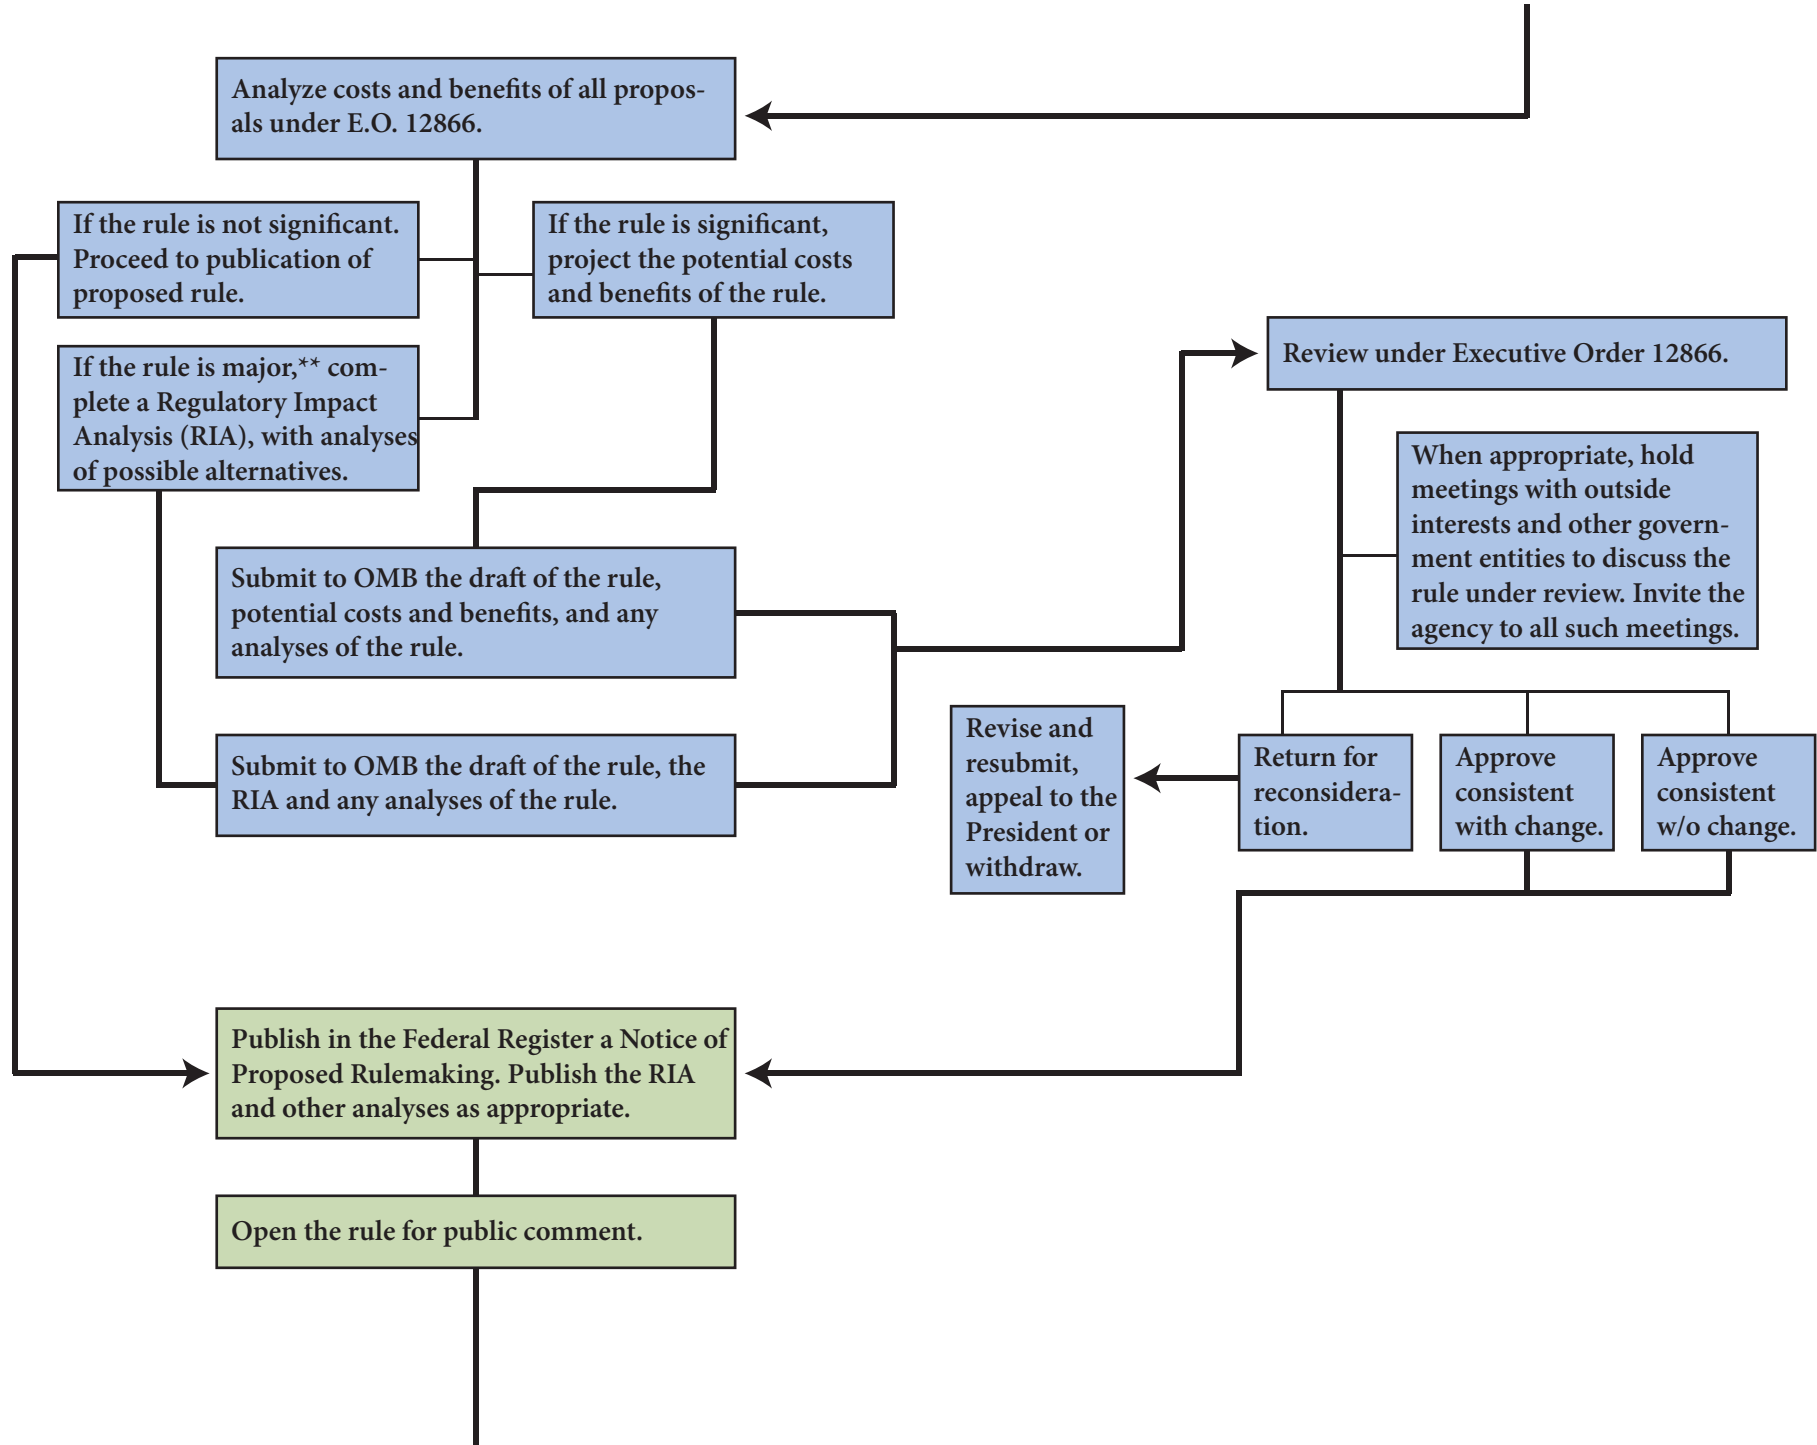 Analyze costs and benefits of all propos-
als under E.O. 12866.
If the rule is not significant.
Proceed to publication of
proposed rule.
If the rule is significant,
project the potential costs
and benefits of the rule.
If the rule is major,** com-
plete a Regulatory Impact
Analysis (RIA), with analyses
of possible alternatives.
Submit to OMB the draft of the rule,
potential costs and benefits, and any
analyses of the rule.
Submit to OMB the draft of the rule, the
RIA and any analyses of the rule.
Review under Executive Order 12866.
When appropriate, hold
meetings with outside
interests and other govern-
ment entities to discuss the
rule under review. Invite the
agency to all such meetings.
Revise and
resubmit,
appeal to the
President or
withdraw.
Return for
reconsidera-
tion.
Approve
consistent
with change.
Approve
consistent
w/o change.
Publish in the Federal Register a Notice of
Proposed Rulemaking. Publish the RIA
and other analyses as appropriate.
Open the rule for public comment.